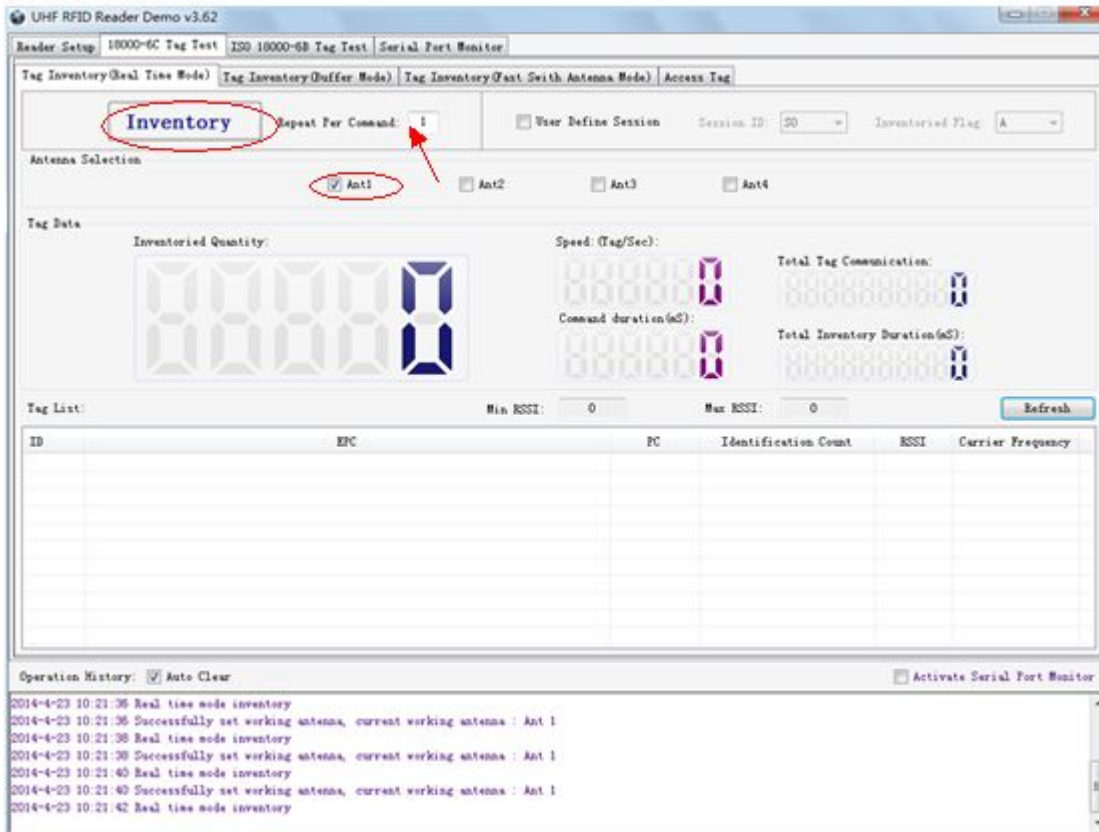 UHF RFID Reader Demo v3.62
Reader Setup 18000-6C Tag Test ISO 18000-6B Tag Test Serial Port Monitor
Tag Inventory(Real Time Mode) Tag Inventory(Buffer Mode) Tag Inventory(Fast Swith Antenna Mode) Access Tag
Inventory Repeat Per Command: 1 User Define Session Session ID: S0 Inventoried Flag: A
Antenna Selection
Ant1 Ant2 Ant3 Ant4
Tag Data
Inventoried Quantity: Speed: (Tag/Sec):
Total Tag Communication:
0 0 0
Command duration(mS):
Total Inventory Duration(mS):
0 0
Tag List: Min RSSI: 0 Max RSSI: 0 Refresh
ID EPC PC Identification Count RSSI Carrier Frequency
Operation History: Auto Clear Activate Serial Port Monitor
2014-4-23 10:21:36 Real time mode inventory
2014-4-23 10:21:36 Successfully set working antenna, current working antenna : Ant 1
2014-4-23 10:21:38 Real time mode inventory
2014-4-23 10:21:38 Successfully set working antenna, current working antenna : Ant 1
2014-4-23 10:21:40 Real time mode inventory
2014-4-23 10:21:40 Successfully set working antenna, current working antenna : Ant 1
2014-4-23 10:21:42 Real time mode inventory